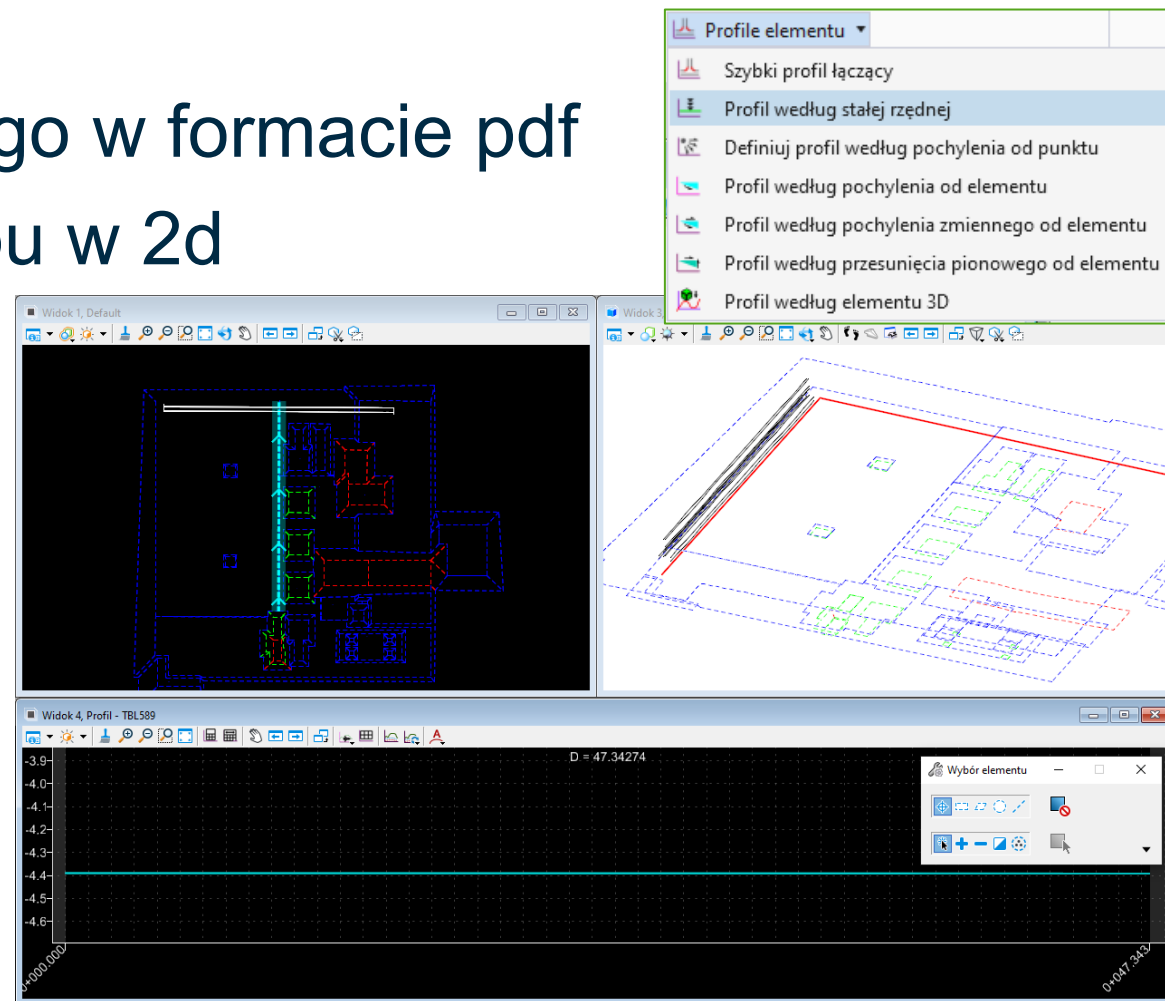 Profile elementu
Szybki profil łączący
Profil według stałej rzędnej
Definiuj profil według pochylenia od punktu
Profil według pochylenia od elementu
Profil według pochylenia zmiennego od elementu
Profil według przesunięcia pionowego od elementu
Profil według elementu 3D
go w formacie pdf
u w 2d
Widok 1, Default
Widok 3,
Widok 4, Profil - TBL589
D = 47.34274
Wybór elementu
-3.9
-4.0
-4.1
-4.2
-4.3
-4.4
-4.5
-4.6
0+000.000
0+047.343